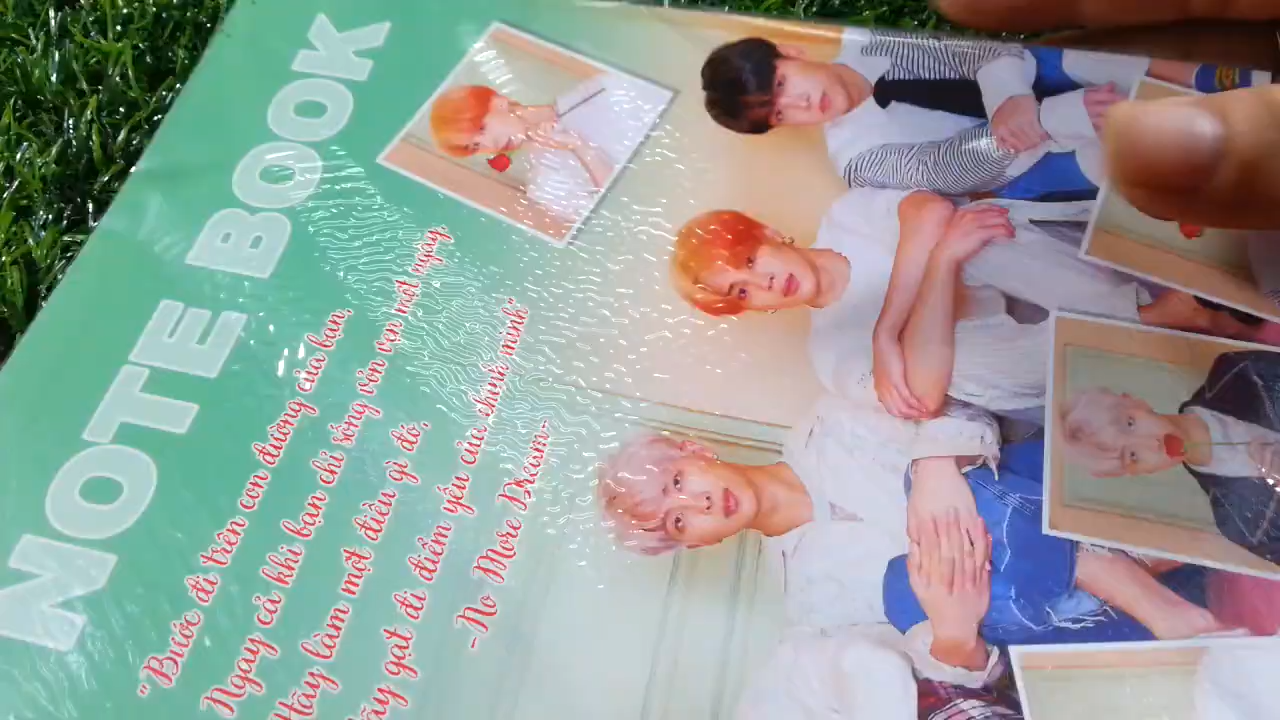 NOTE BOOK
"Bước đi trên con đường của bạn,
Ngay cả khi bạn chỉ sống vỏn vẹn một ngày,
Hãy làm một điều gì đó,
Hãy gạt đi điểm yếu của chính mình"
-No More Dream-